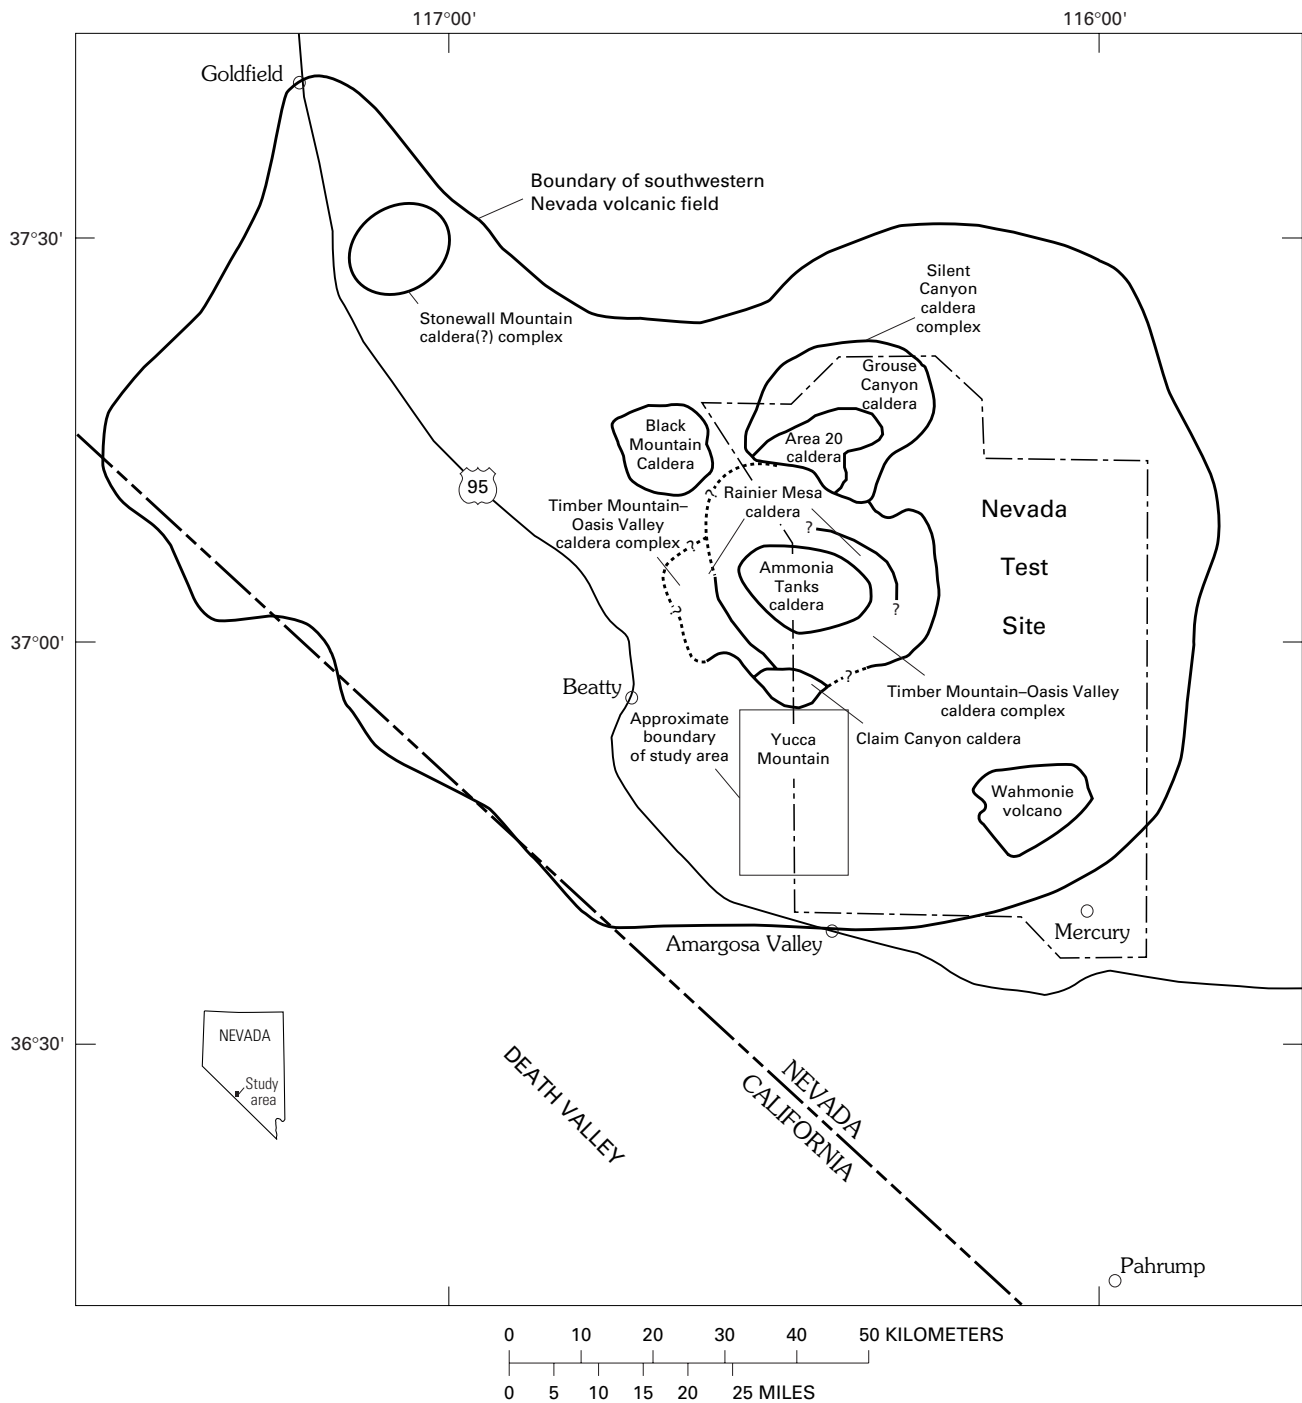 117°00'
116°00'
Goldfield
Boundary of southwestern
Nevada volcanic field
37°30'
Silent
Canyon
caldera
complex
Stonewall Mountain
caldera(?) complex
Grouse
Canyon
caldera
Black
Mountain
Caldera
Area 20
caldera
95
Timber Mountain–
Oasis Valley
caldera complex
?
?
?
Rainier Mesa
caldera
?
?
Nevada
Test
Site
Ammonia
Tanks
caldera
37°00'
?
Beatty
Timber Mountain–Oasis Valley
caldera complex
Approximate
boundary
of study area
Yucca
Mountain
Claim Canyon caldera
Wahmonie
volcano
Amargosa Valley
Mercury
36°30'
NEVADA
Study
area
DEATH VALLEY
NEVADA
CALIFORNIA
Pahrump
0 10 20 30 40 50 KILOMETERS
0 5 10 15 20 25 MILES